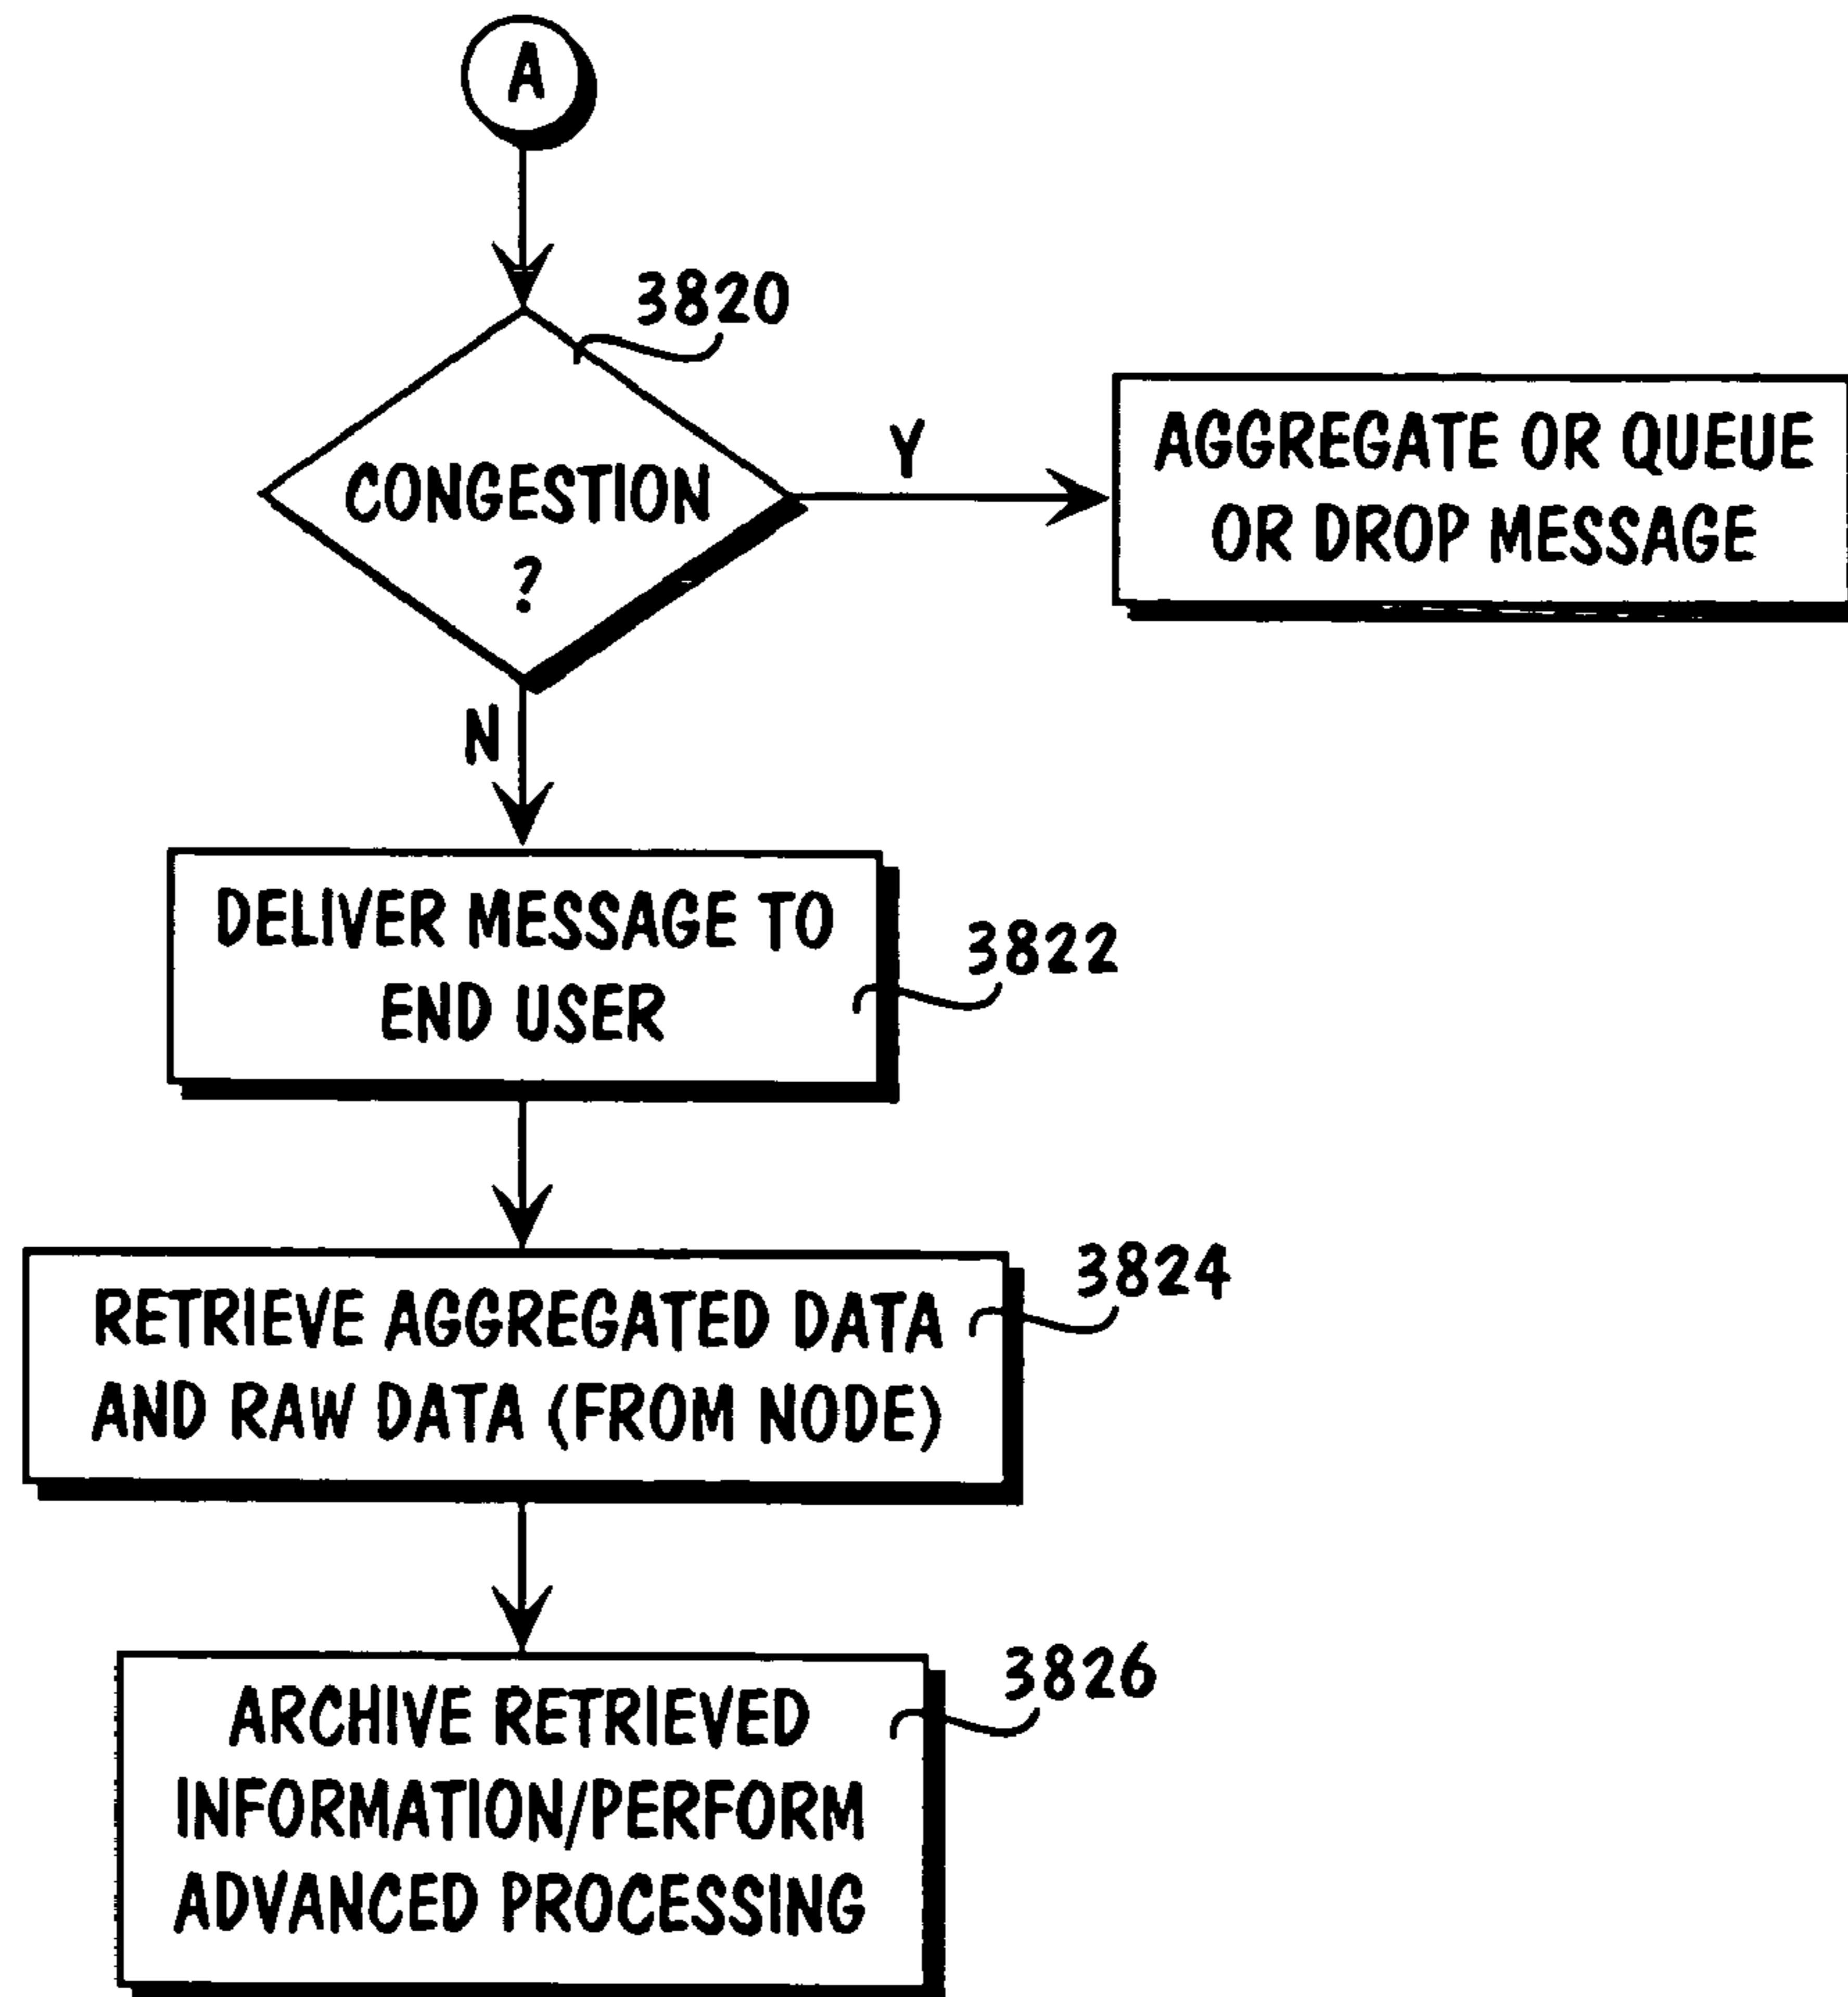 A
3820
CONGESTION
?
Y
AGGREGATE OR QUEUE
OR DROP MESSAGE
N
DELIVER MESSAGE TO
END USER
3822
RETRIEVE AGGREGATED DATA
AND RAW DATA (FROM NODE)
3824
ARCHIVE RETRIEVED
INFORMATION/PERFORM
ADVANCED PROCESSING
3826